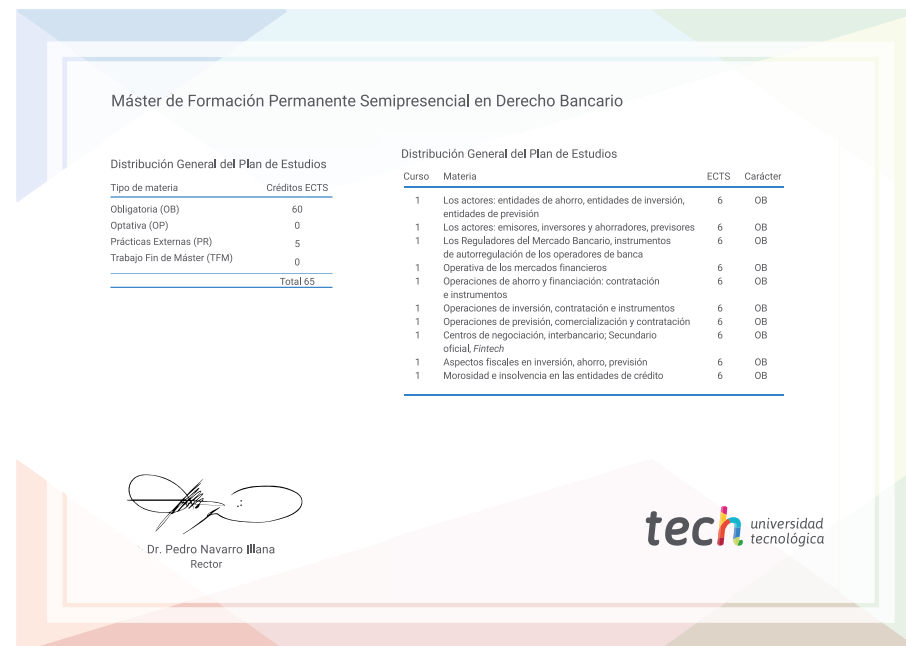 Máster de Formación Permanente Semipresencial en Derecho Bancario
Distribución General del Plan de Estudios
Tipo de materia Créditos ECTS
Obligatoria (OB) 60
Optativa (OP) 0
Prácticas Externas (PR) 5
Trabajo Fin de Máster (TFM) 0
Total 65
Distribución General del Plan de Estudios
Curso Materia ECTS Carácter
1 Los actores: entidades de ahorro, entidades de inversión, 6 OB
entidades de previsión
1 Los actores: emisores, inversores y ahorradores, previsores 6 OB
1 Los Reguladores del Mercado Bancario, instrumentos 6 OB
de autorregulación de los operadores de banca
1 Operativa de los mercados financieros 6 OB
1 Operaciones de ahorro y financiación: contratación 6 OB
e instrumentos
1 Operaciones de inversión, contratación e instrumentos 6 OB
1 Operaciones de previsión, comercialización y contratación 6 OB
1 Centros de negociación, interbancario; Secundario 6 OB
oficial, Fintech
1 Aspectos fiscales en inversión, ahorro, previsión 6 OB
1 Morosidad e insolvencia en las entidades de crédito 6 OB
Dr. Pedro Navarro Illana
Rector
tech universidad
tecnológica